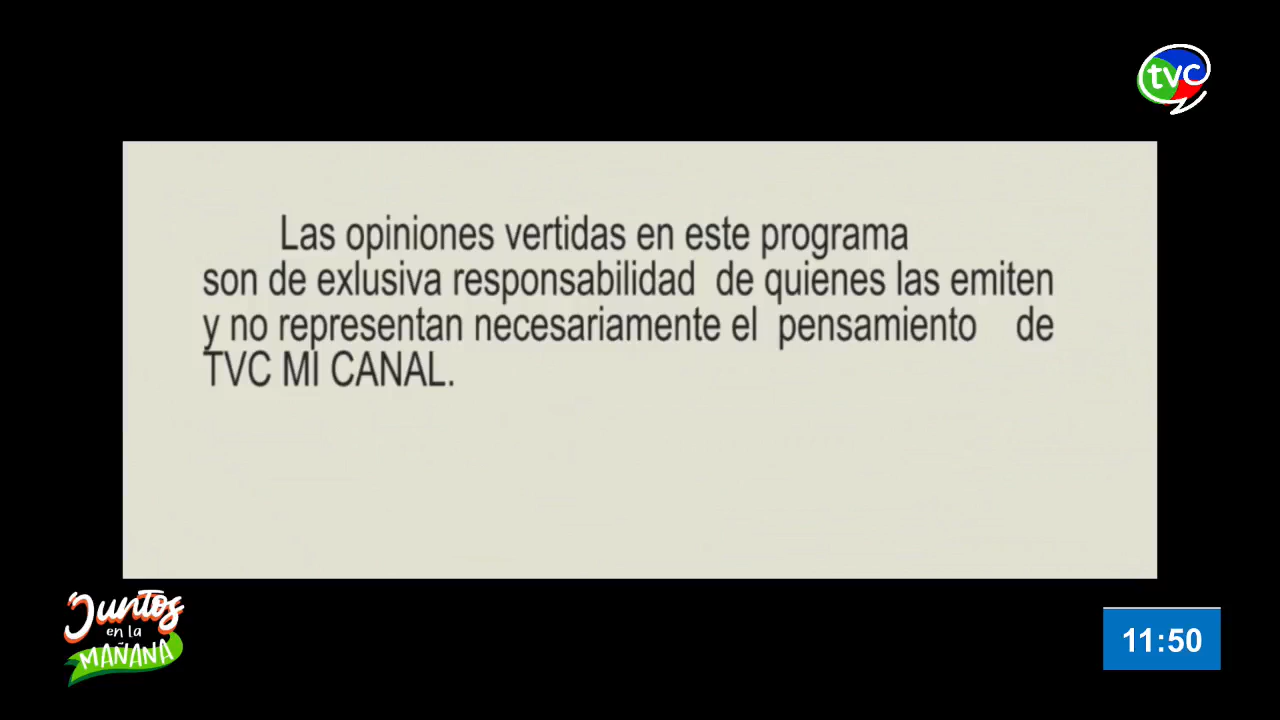 tvc
Las opiniones vertidas en este programa
son de exlusiva responsabilidad de quienes las emiten
y no representan necesariamente el pensamiento de
TVC MI CANAL.
Juntos
en la
MAÑANA
11:50